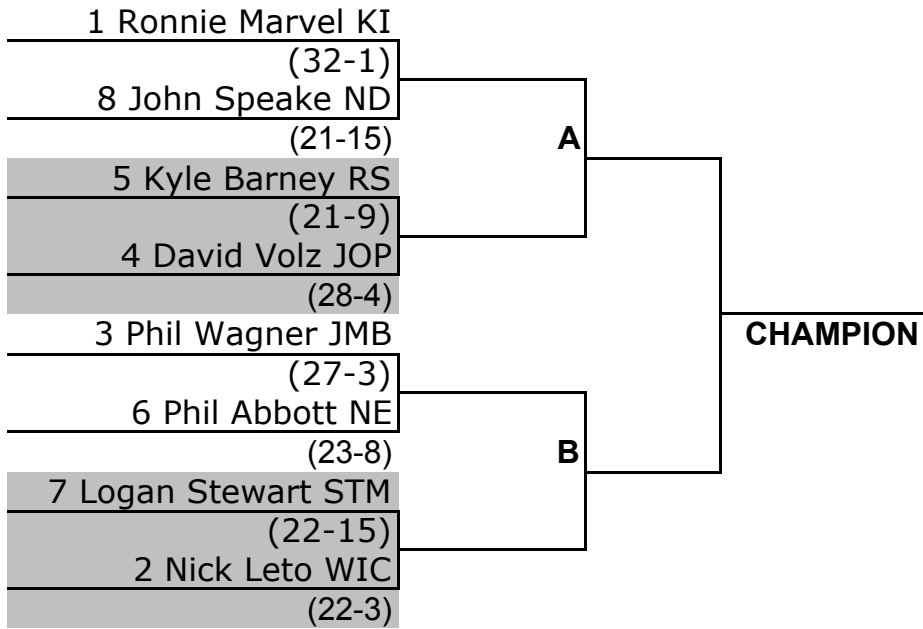 1 Ronnie Marvel KI
(32-1)
8 John Speake ND
(21-15)
A
5 Kyle Barney RS
(21-9)
4 David Volz JOP
(28-4)
3 Phil Wagner JMB
CHAMPION
(27-3)
6 Phil Abbott NE
(23-8)
B
7 Logan Stewart STM
(22-15)
2 Nick Leto WIC
(22-3)